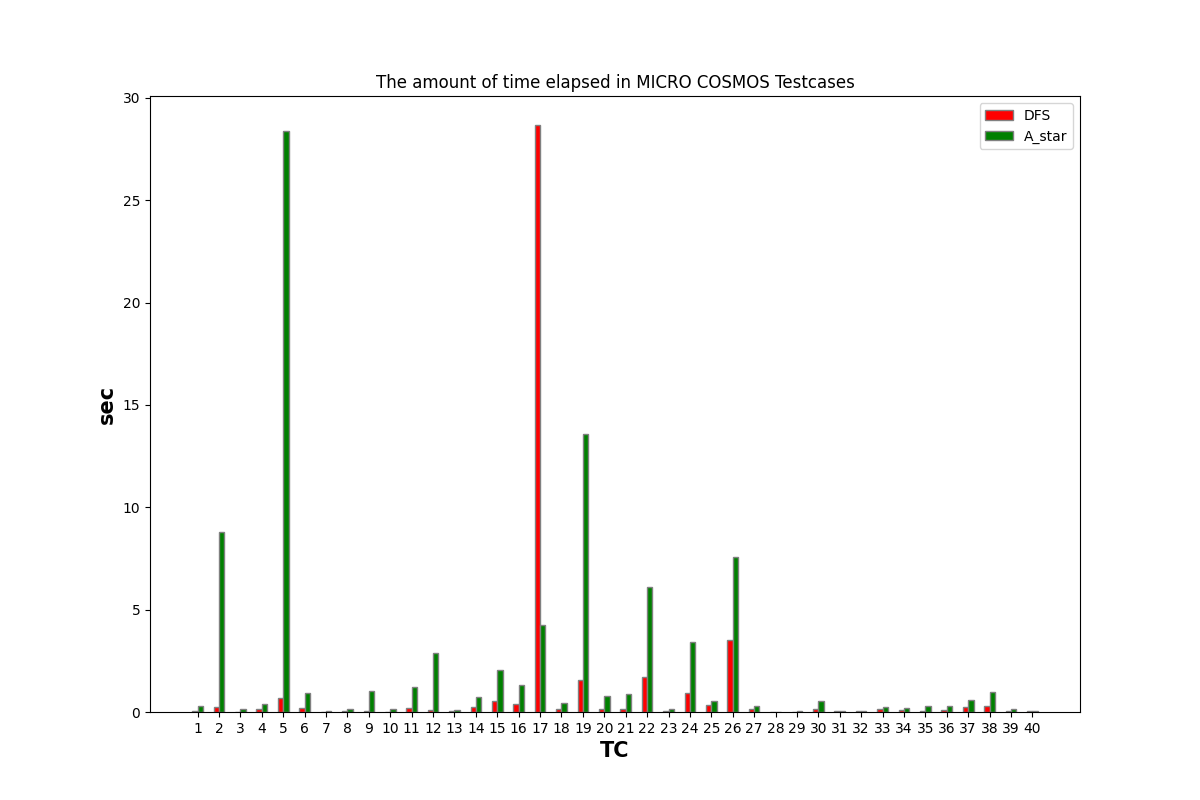 The amount of time elapsed in MICRO COSMOS Testcases
DFS
A_star
30
25
20
15
10
5
0
sec
1 2 3 4 5 6 7 8 9 10 11 12 13 14 15 16 17 18 19 20 21 22 23 24 25 26 27 28 29 30 31 32 33 34 35 36 37 38 39 40
TC